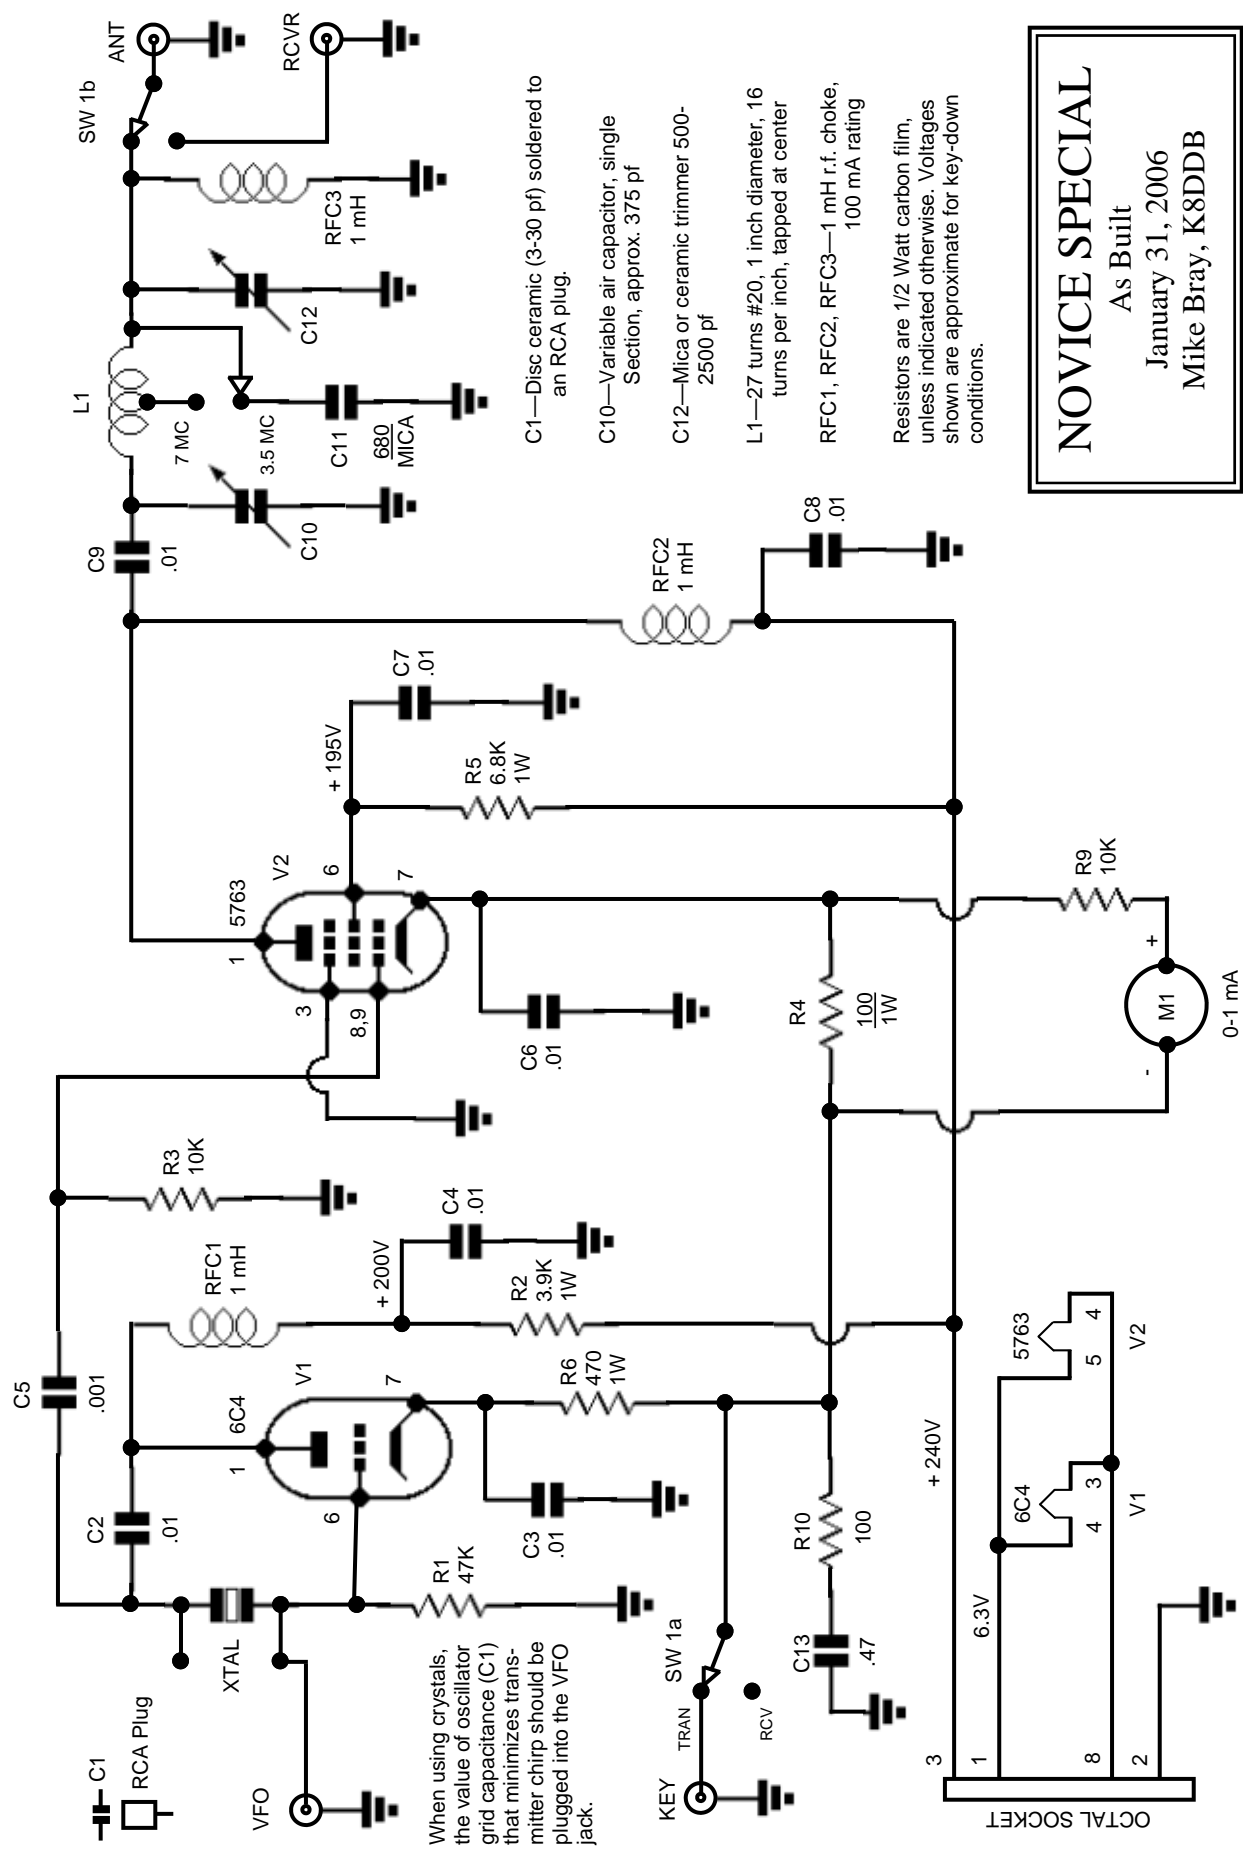 C1
RCA Plug
VFO
XTAL
C2
.01
C5
.001
6C4
V1
1
6
7
R1
47K
When using crystals,
the value of oscillator
grid capacitance (C1)
that minimizes trans-
mitter chirp should be
plugged into the VFO
jack.
RFC1
1 mH
+ 200V
C4
.01
R2
3.9K
1W
R3
10K
C3
.01
R6
470
1W
KEY
TRAN
RCV
SW 1a
C13
.47
R10
100
5763
V2
1
3
8,9
6
7
+ 195V
C7
.01
R5
6.8K
1W
C6
.01
R4
100
1W
RFC2
1 mH
C8
.01
R9
10K
+
M1
-
0-1 mA
C9
.01
C10
L1
7 MC
3.5 MC
C11
680
MICA
C12
RFC3
1 mH
SW 1b
ANT
RCVR
+ 240V
6.3V
3
1
8
2
OCTAL SOCKET
6C4
4
3
V1
5763
5
4
V2
C1—Disc ceramic (3-30 pf) soldered to
an RCA plug.
C10—Variable air capacitor, single
Section, approx. 375 pf
C12—Mica or ceramic trimmer 500-
2500 pf
L1—27 turns #20, 1 inch diameter, 16
turns per inch, tapped at center
RFC1, RFC2, RFC3—1 mH r.f. choke,
100 mA rating
Resistors are 1/2 Watt carbon film,
unless indicated otherwise. Voltages
shown are approximate for key-down
conditions.
NOVICE SPECIAL
As Built
January 31, 2006
Mike Bray, K8DDB